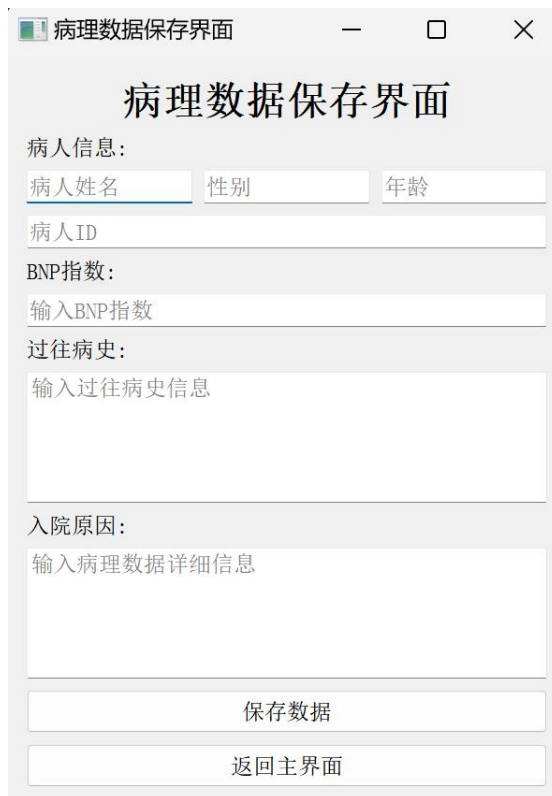 病理数据保存界面
病理数据保存界面
病人信息:
病人姓名 性别 年龄
病人ID
BNP指数:
输入BNP指数
过往病史:
输入过往病史信息
入院原因:
输入病理数据详细信息
保存数据
返回主界面